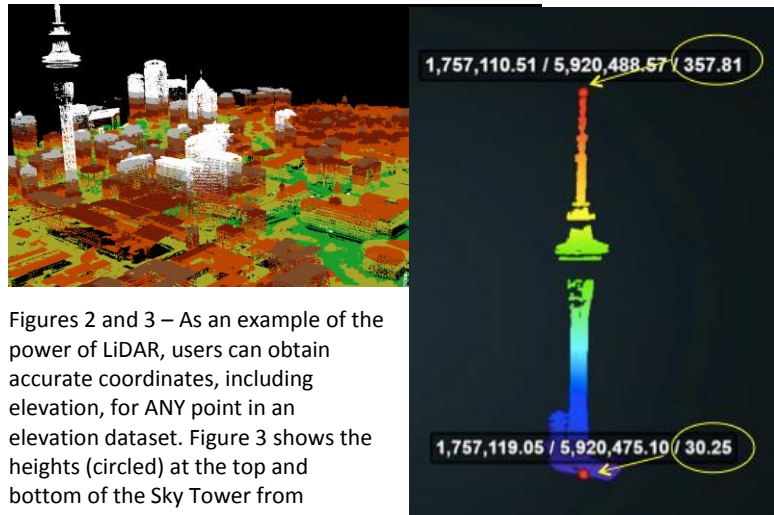 1,757,110.51 / 5,920,488.57 / 357.81
1,757,119.05 / 5,920,475.10 / 30.25
Figures 2 and 3 – As an example of the
power of LiDAR, users can obtain
accurate coordinates, including
elevation, for ANY point in an
elevation dataset. Figure 3 shows the
heights (circled) at the top and
bottom of the Sky Tower from